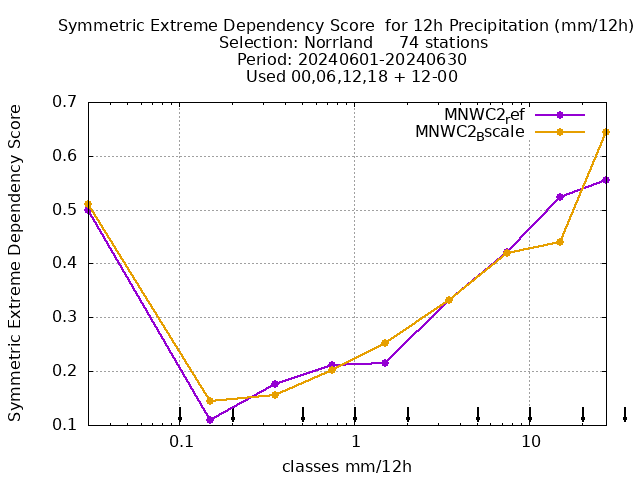 Symmetric Extreme Dependency Score  for 12h Precipitation (mm/12h)
Selection: Norrland     74 stations
Period: 20240601-20240630
Used 00,06,12,18 + 12-00
MNWC2ref
MNWC2Bscale
Symmetric Extreme Dependency Score
0.7
0.6
0.5
0.4
0.3
0.2
0.1
0.1 1 10
classes mm/12h